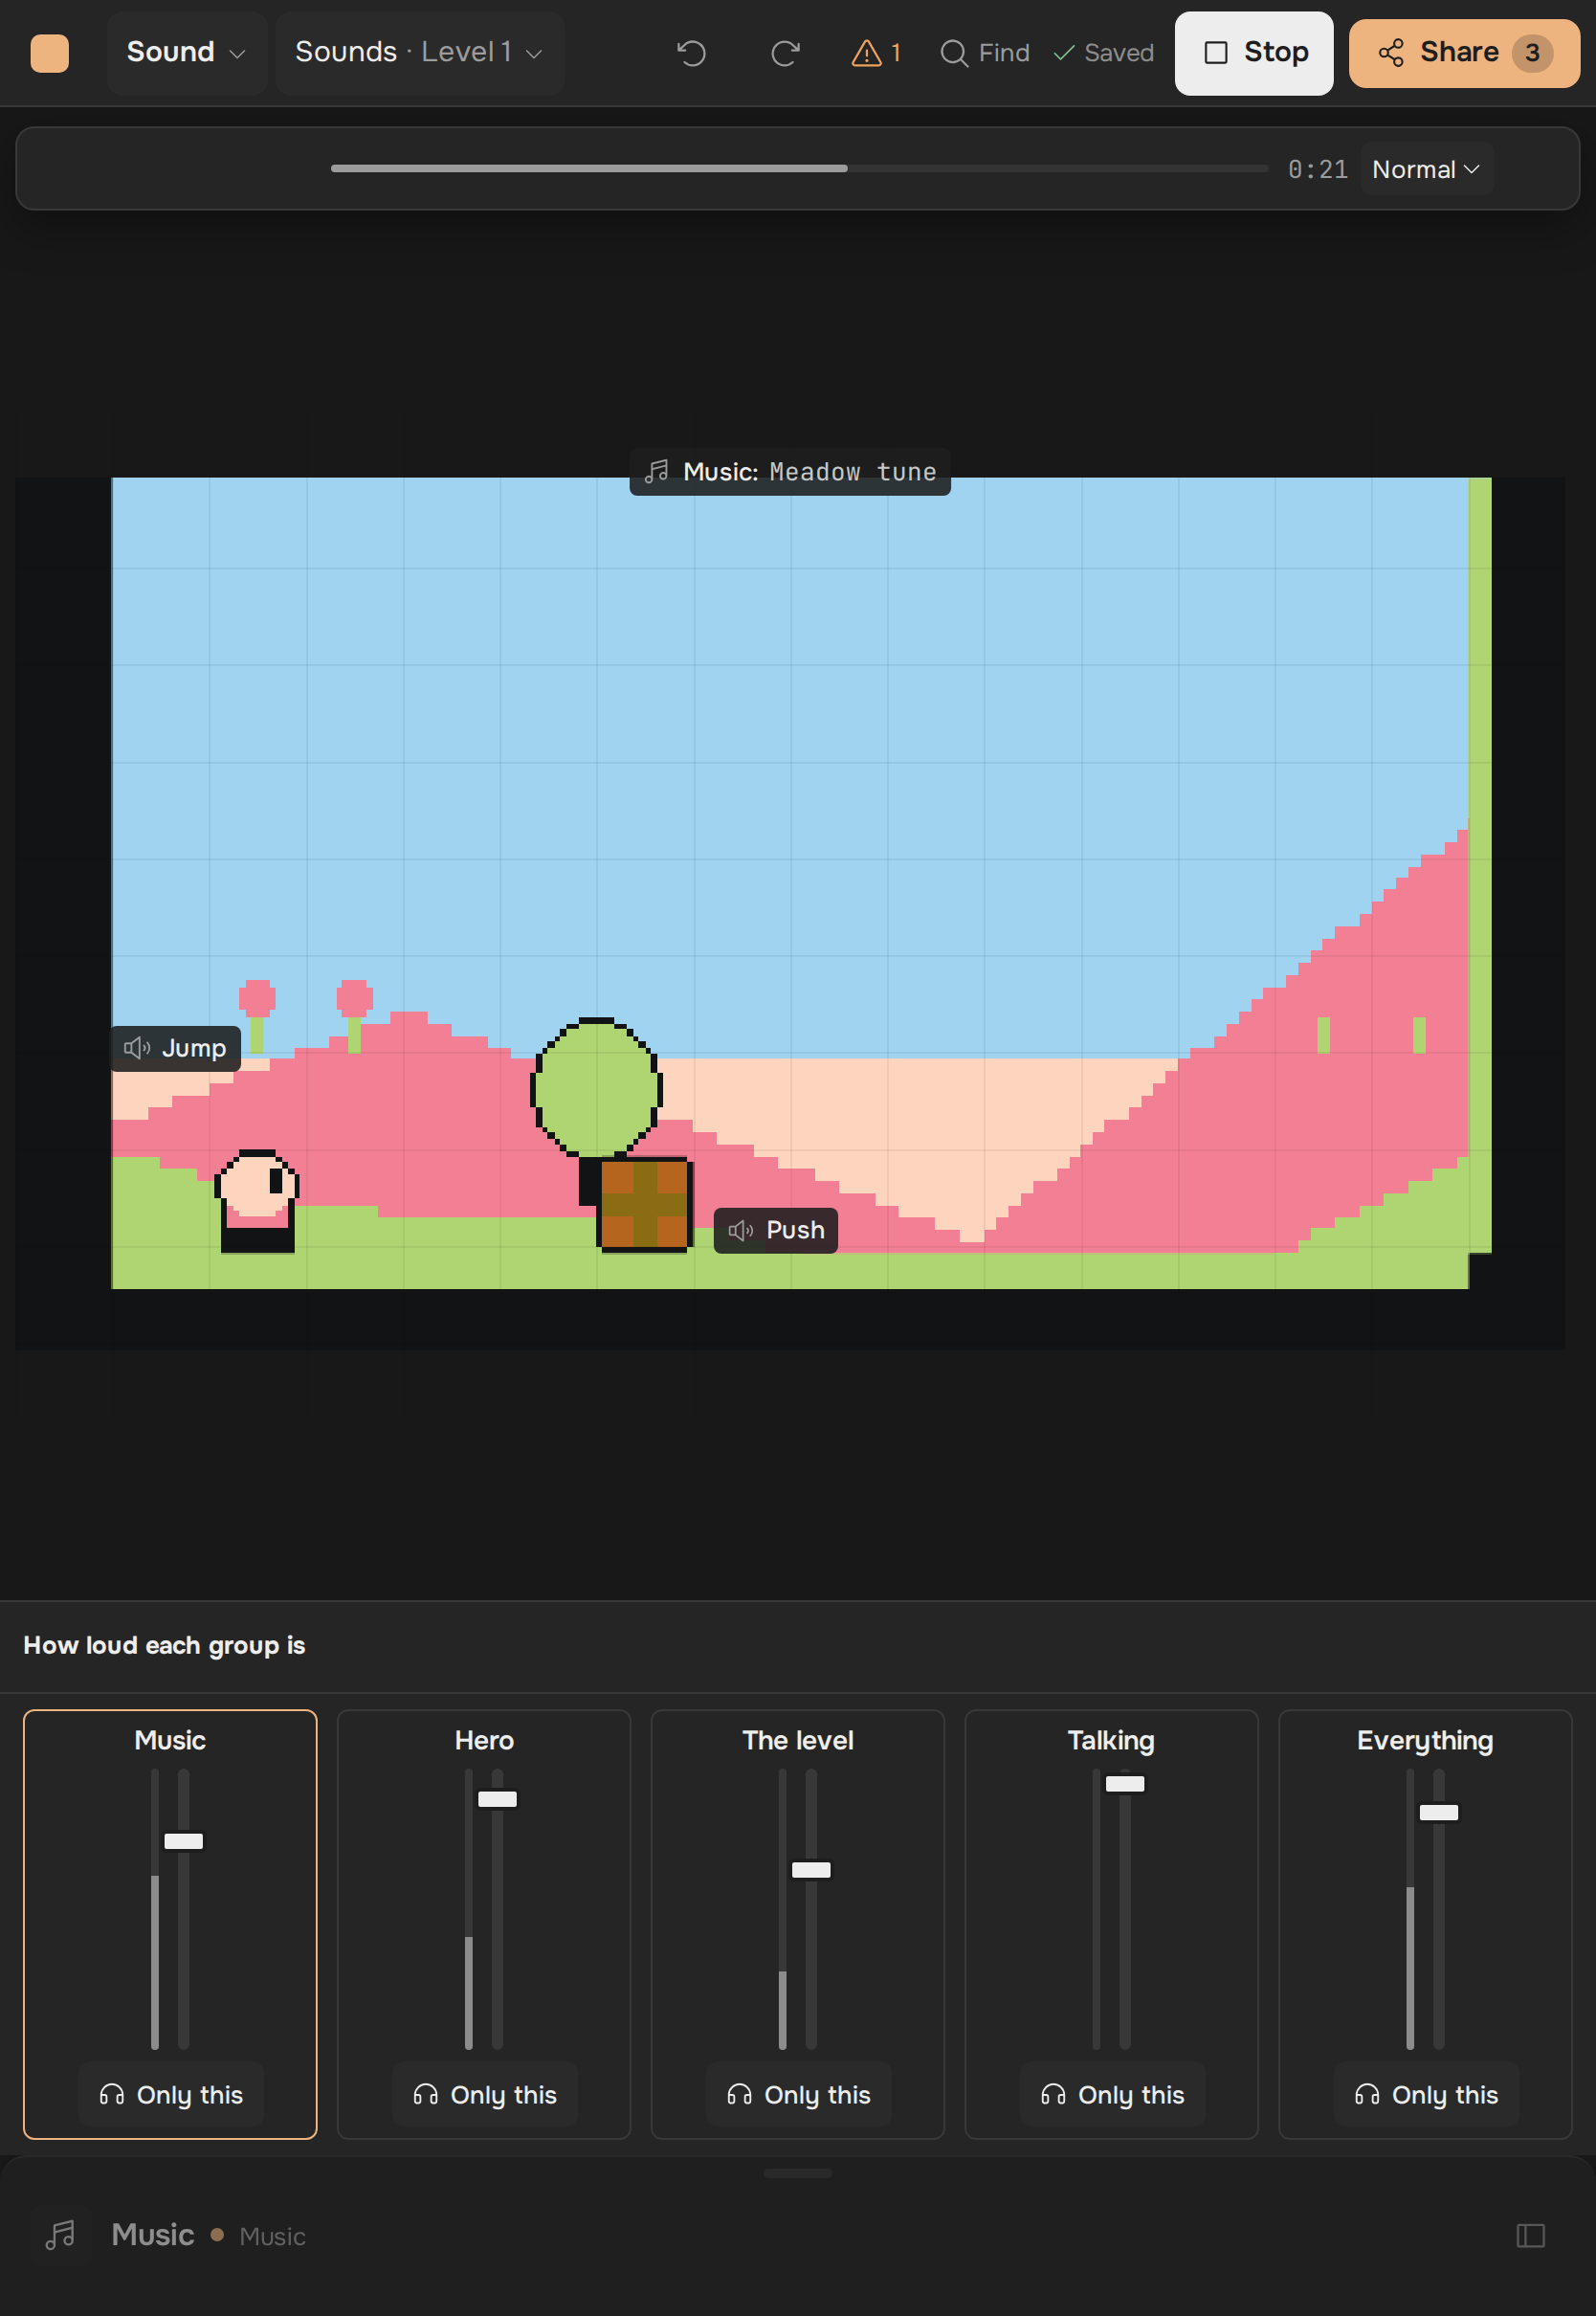 Sound
Sounds · Level 1
1
Find
Saved
Stop
Share 3
0:21
Normal
Music: Meadow tune
Jump
Push
How loud each group is
Music
Hero
The level
Talking
Everything
Only this
Only this
Only this
Only this
Only this
Music
Music